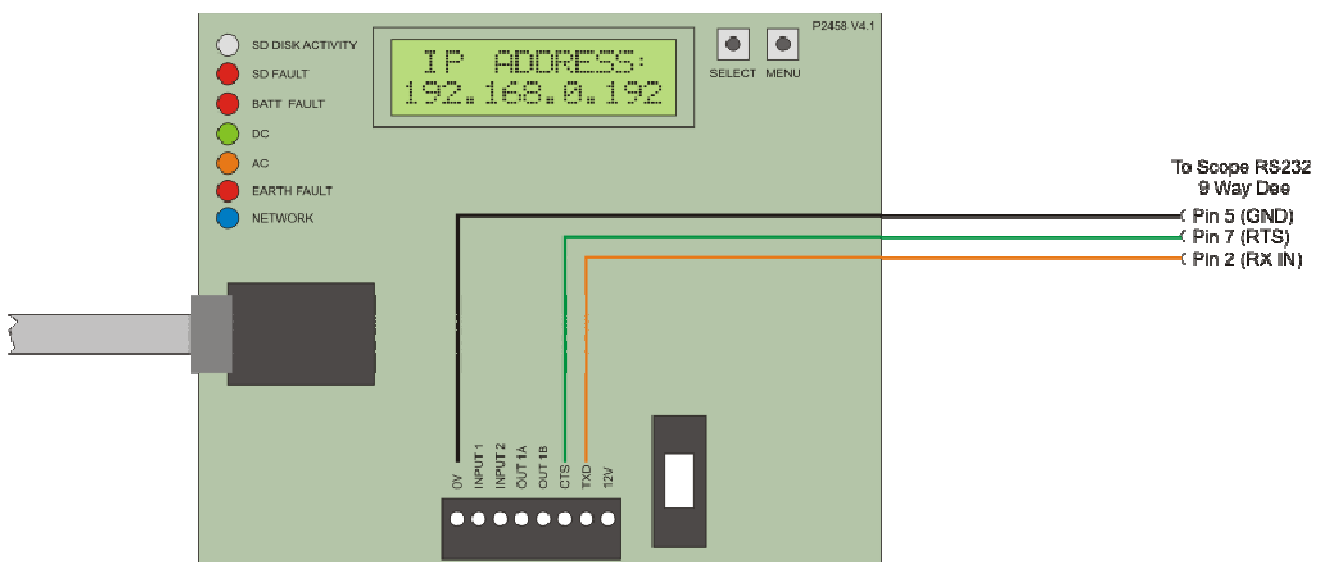 P2458-V4.1
SD DISK ACTIVITY
SD FAULT
BATT FAULT
DC
AC
EARTH FAULT
NETWORK
IP ADDRESS:
192.168.0.192
SELECT
MENU
To Scope RS232
9 Way Dee
Pin 5 (GND)
Pin 7 (RTS)
Pin 2 (RX IN)
0V
INPUT 1
INPUT 2
OUT 1A
OUT 1B
CTS
TXD
12V